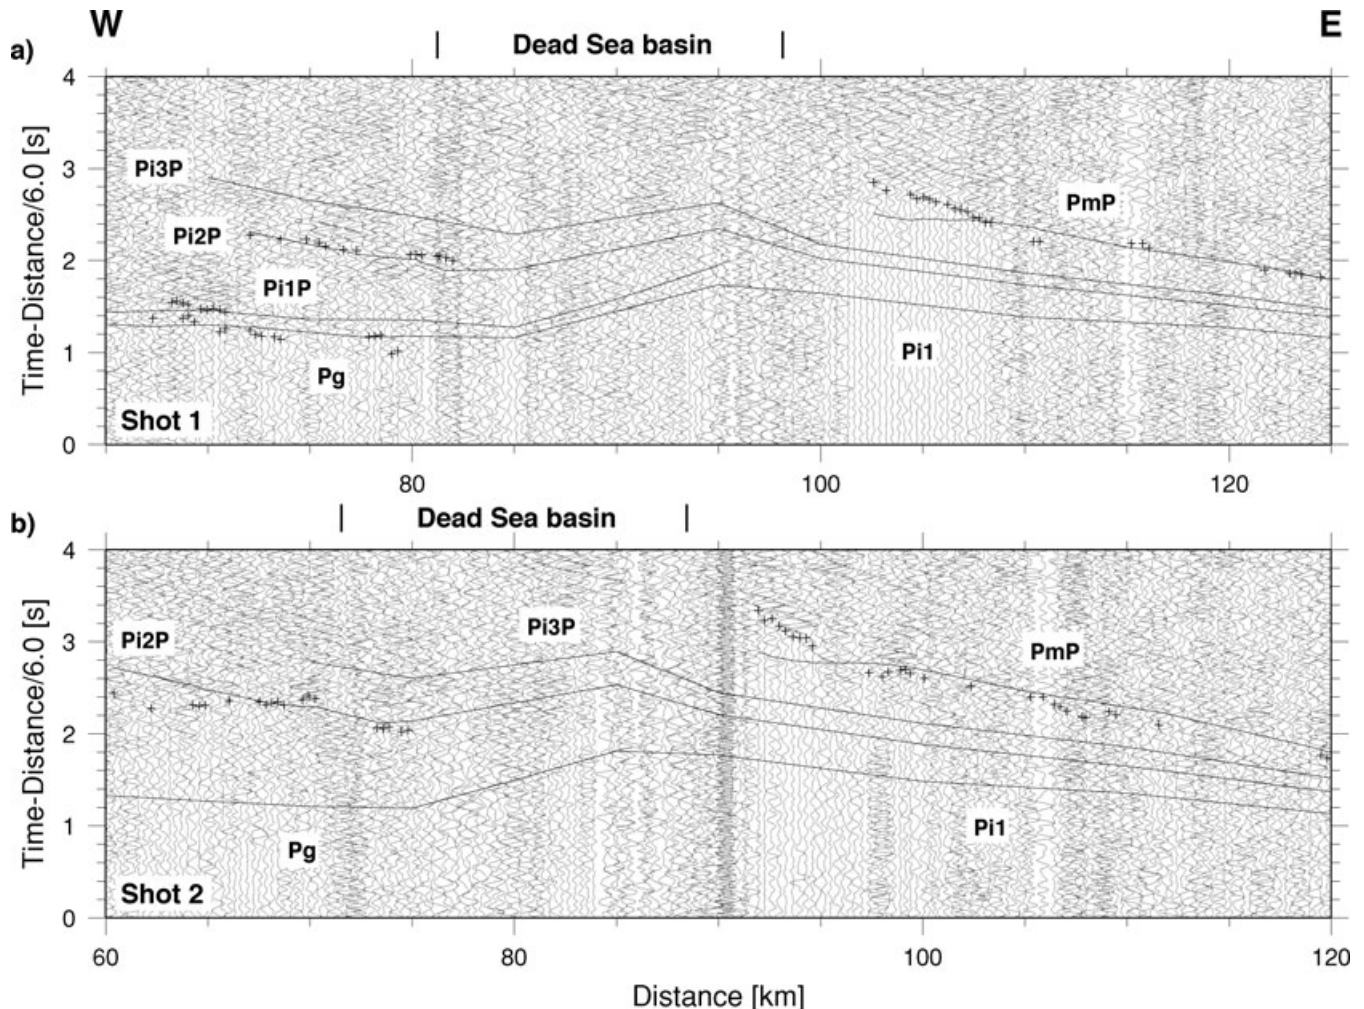 W
E
a)
Dead Sea basin
4
3
2
1
0
Time-Distance/6.0 [s]
Pi3P
Pi2P
Pi1P
Pg
PmP
Pi1
Shot 1
80
100
120
b)
Dead Sea basin
4
3
2
1
0
Time-Distance/6.0 [s]
Pi2P
Pi3P
PmP
Pg
Pi1
Shot 2
60
80
100
120
Distance [km]